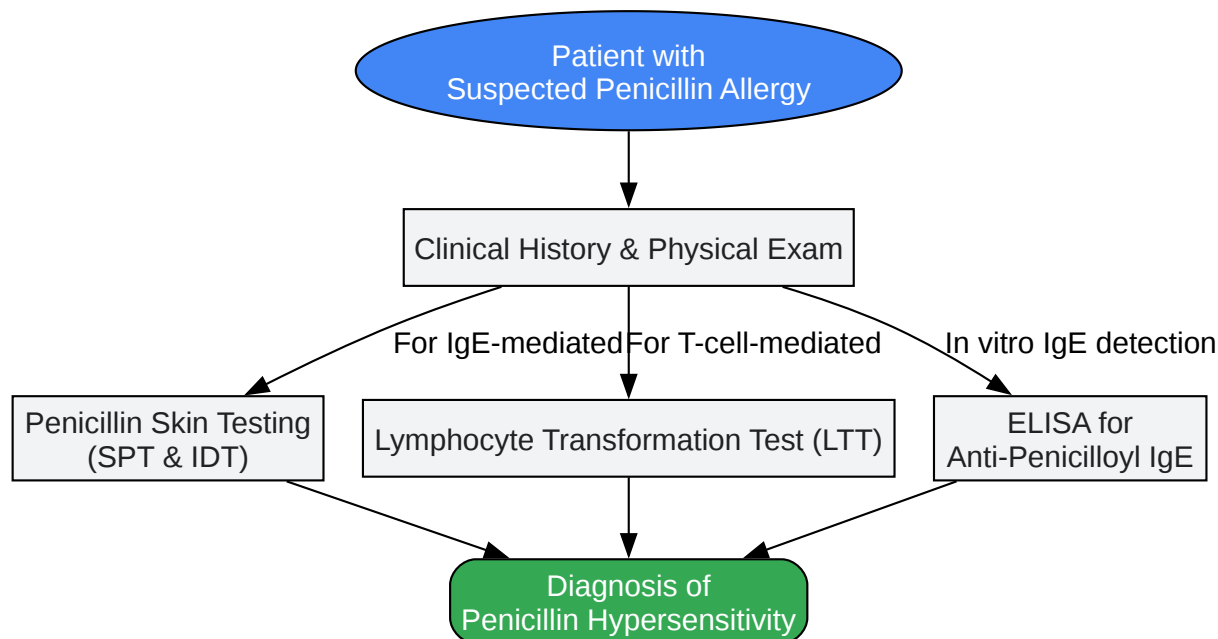 Patient with
Suspected Penicillin Allergy
Clinical History & Physical Exam
For IgE-mediated
For T-cell-mediated
In vitro IgE detection
Penicillin Skin Testing
(SPT & IDT)
Lymphocyte Transformation Test (LTT)
ELISA for
Anti-Penicilloyl IgE
Diagnosis of
Penicillin Hypersensitivity